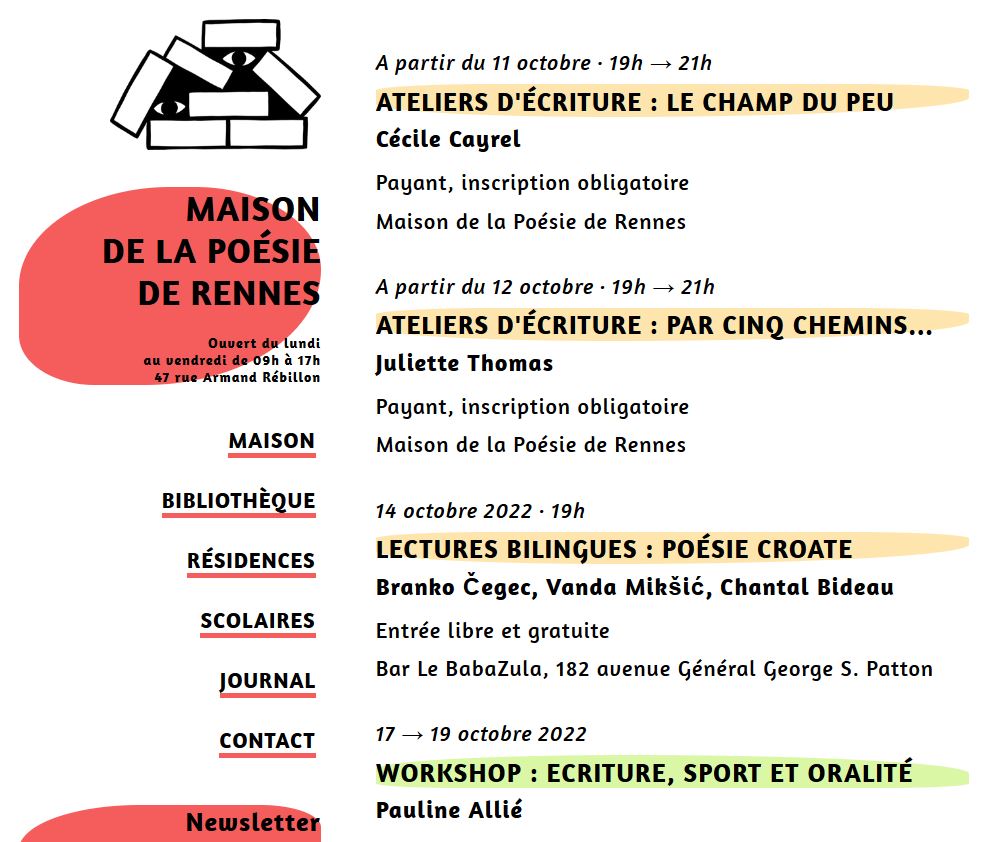 MAISON
DE LA POÉSIE
DE RENNES
Ouvert du lundi
au vendredi de 09h à 17h
47 rue Armand Rébillon
MAISON
BIBLIOTHÈQUE
RÉSIDENCES
SCOLAIRES
JOURNAL
CONTACT
Newsletter
A partir du 11 octobre · 19h → 21h
ATELIERS D'ÉCRITURE : LE CHAMP DU PEU
Cécile Cayrel
Payant, inscription obligatoire
Maison de la Poésie de Rennes
A partir du 12 octobre · 19h → 21h
ATELIERS D'ÉCRITURE : PAR CINQ CHEMINS...
Juliette Thomas
Payant, inscription obligatoire
Maison de la Poésie de Rennes
14 octobre 2022 · 19h
LECTURES BILINGUES : POÉSIE CROATE
Branko Čegec, Vanda Mikšić, Chantal Bideau
Entrée libre et gratuite
Bar Le BabaZula, 182 avenue Général George S. Patton
17 → 19 octobre 2022
WORKSHOP : ECRITURE, SPORT ET ORALITÉ
Pauline Allié